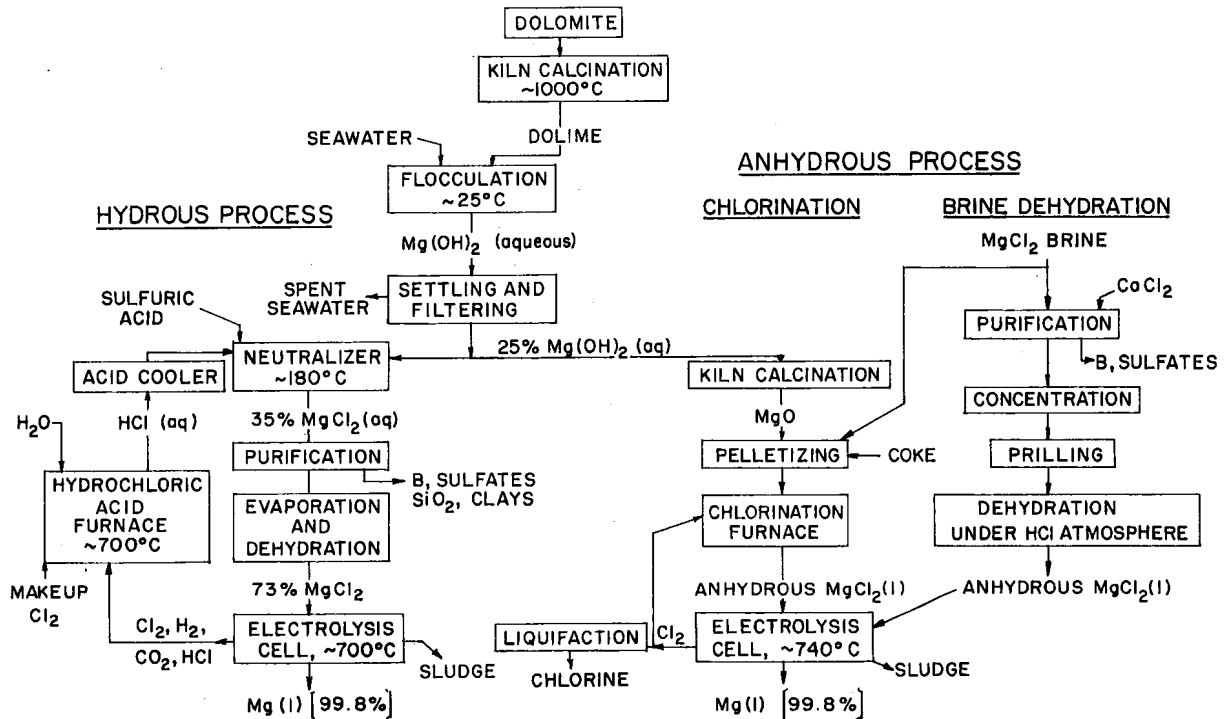 DOLOMITE
KILN CALCINATION
~1000°C
SEAWATER
DOLIME
FLOCCULATION
~25°C
ANHYDROUS PROCESS
HYDROUS PROCESS
CHLORINATION
BRINE DEHYDRATION
Mg(OH)2 (aqueous)
MgCl2 BRINE
SETTLING AND
FILTERING
SPENT
SEAWATER
SULFURIC
ACID
CaCl2
PURIFICATION
B, SULFATES
25% Mg(OH)2 (aq)
NEUTRALIZER
~180°C
ACID COOLER
KILN CALCINATION
CONCENTRATION
H2O
HCl (aq)
35% MgCl2(aq)
MgO
PURIFICATION
PELLETIZING
COKE
PRILLING
B, SULFATES
SiO2, CLAYS
HYDROCHLORIC
ACID
FURNACE
~700°C
EVAPORATION
AND
DEHYDRATION
CHLORINATION
FURNACE
DEHYDRATION
UNDER HCl ATMOSPHERE
MAKEUP
Cl2
73% MgCl2
ANHYDROUS MgCl2(l)
ANHYDROUS MgCl2(l)
Cl2, H2,
CO2, HCl
ELECTROLYSIS
CELL, ~700°C
SLUDGE
LIQUIFACTION
Cl2
CHLORINE
ELECTROLYSIS
CELL, ~740°C
SLUDGE
Mg(l) [99.8%]
Mg(l) [99.8%]